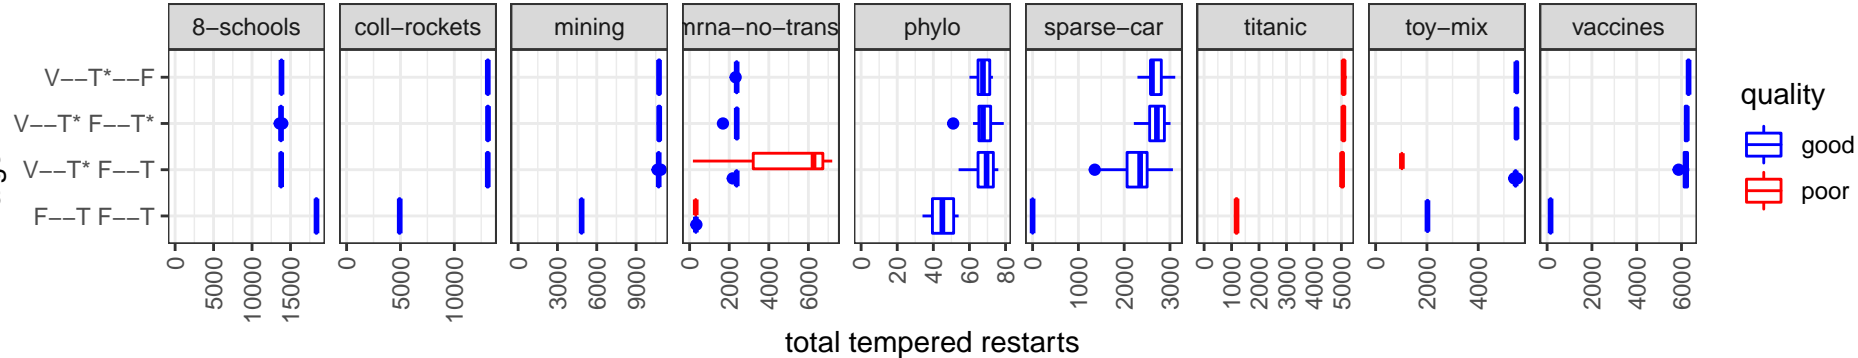 8−schools coll−rockets mining mrna−no−trans phylo sparse−car titanic toy−mix vaccines
V−−T*−−F
V−−T* F−−T*
V−−T* F−−T
F−−T F−−T
0 5000 10000 15000 0 5000 10000 0 3000 6000 9000 0 2000 4000 6000 0 20 40 60 80 0 1000 2000 3000 0 1000 2000 3000 4000 5000 0 2000 4000 0 2000 4000 6000
total tempered restarts
quality
good
poor